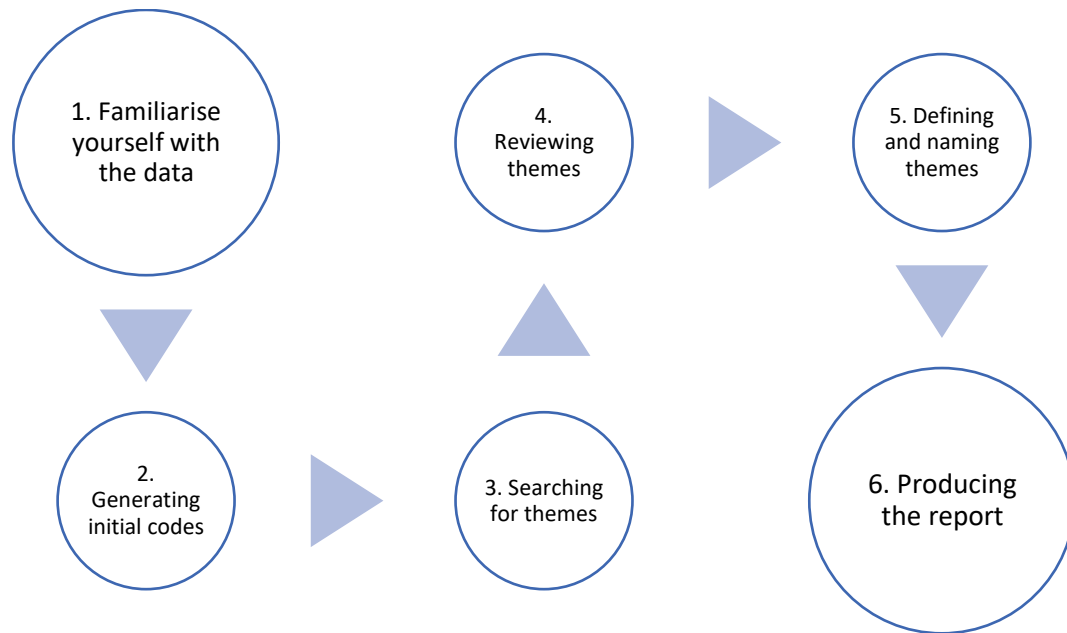 1. Familiarise
yourself with
the data
2.
Generating
initial codes
3. Searching
for themes
4.
Reviewing
themes
5. Defining
and naming
themes
6. Producing
the report